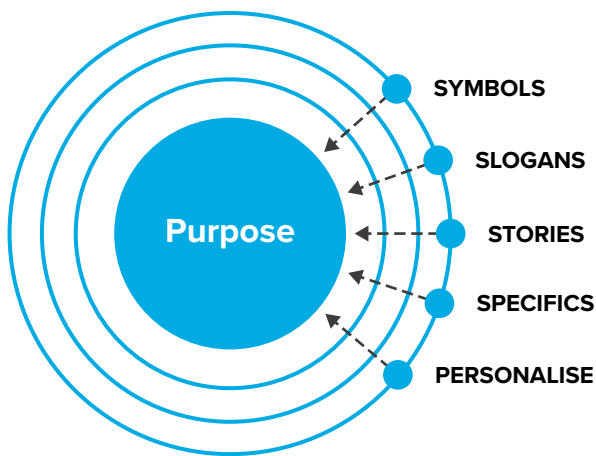 SYMBOLS
SLOGANS
Purpose
STORIES
SPECIFICS
PERSONALISE